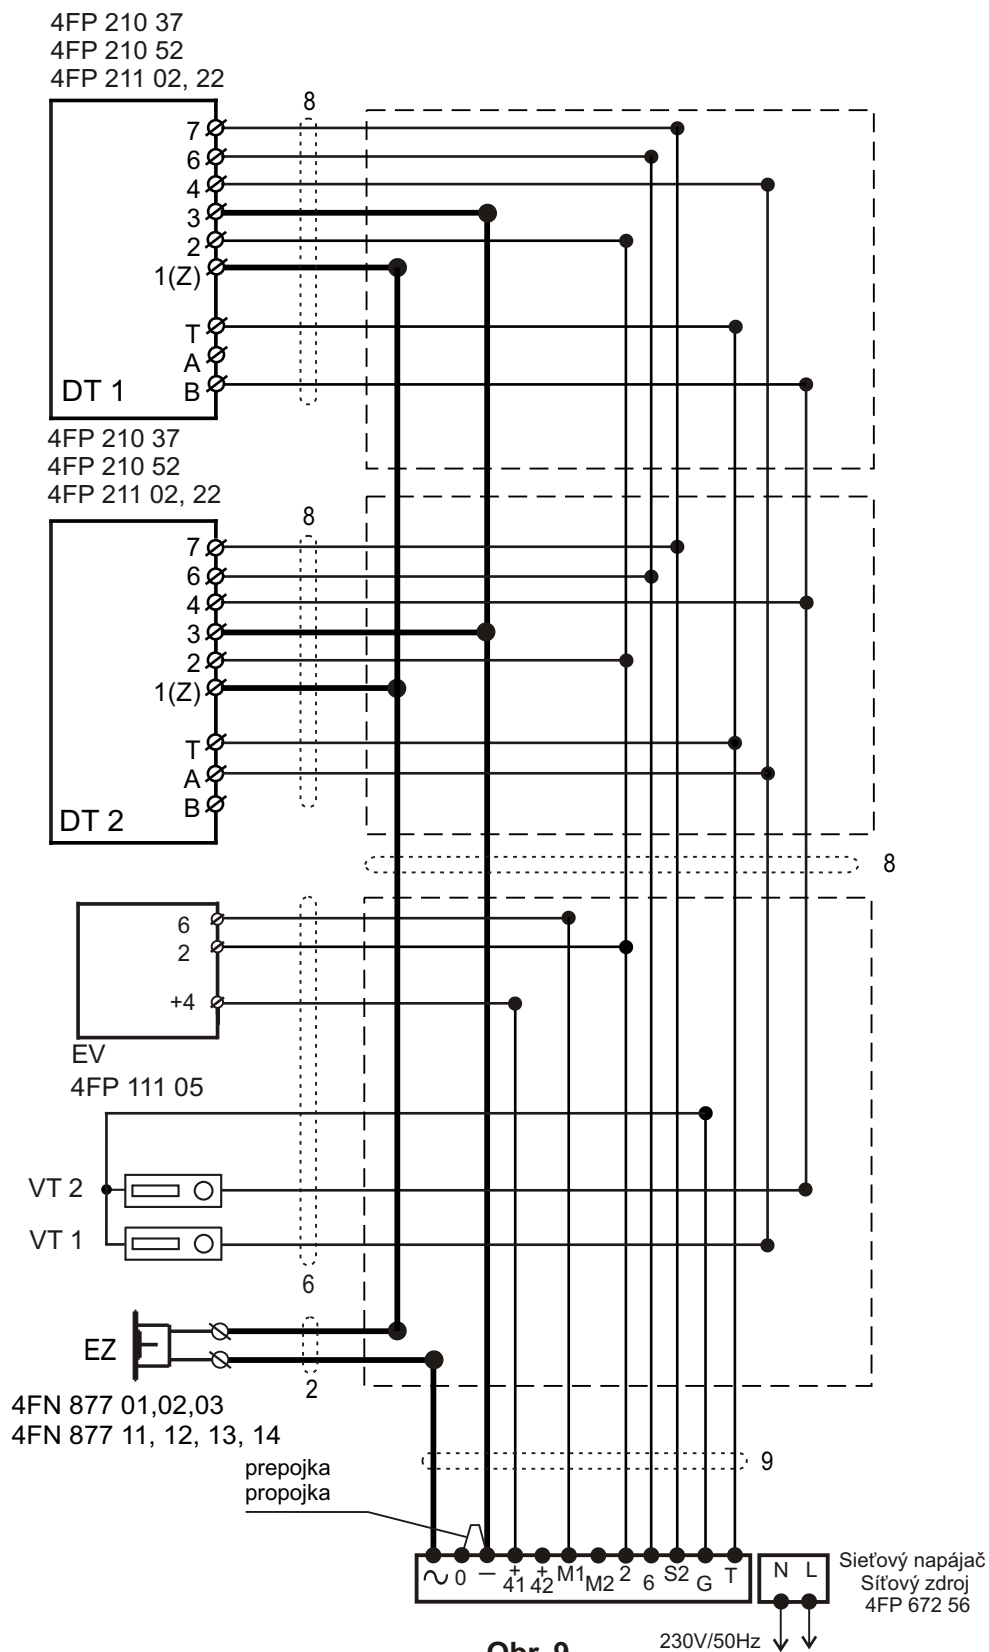 4FP 210 37
4FP 210 52
4FP 211 02, 22
8
7
6
4
3
2
1(Z)
T
A
B
DT 1
4FP 210 37
4FP 210 52
4FP 211 02, 22
8
7
6
4
3
2
1(Z)
T
A
B
DT 2
8
6
2
+4
EV
4FP 111 05
VT 2
VT 1
6
EZ
2
4FN 877 01,02,03
4FN 877 11, 12, 13, 14
prepojka
propojka
9
~ 0 — +41 +42 M1 M2 2 6 S2 G T
N L
Sieťový napájač
Síťový zdroj
4FP 672 56
230V/50Hz
Obr. 9